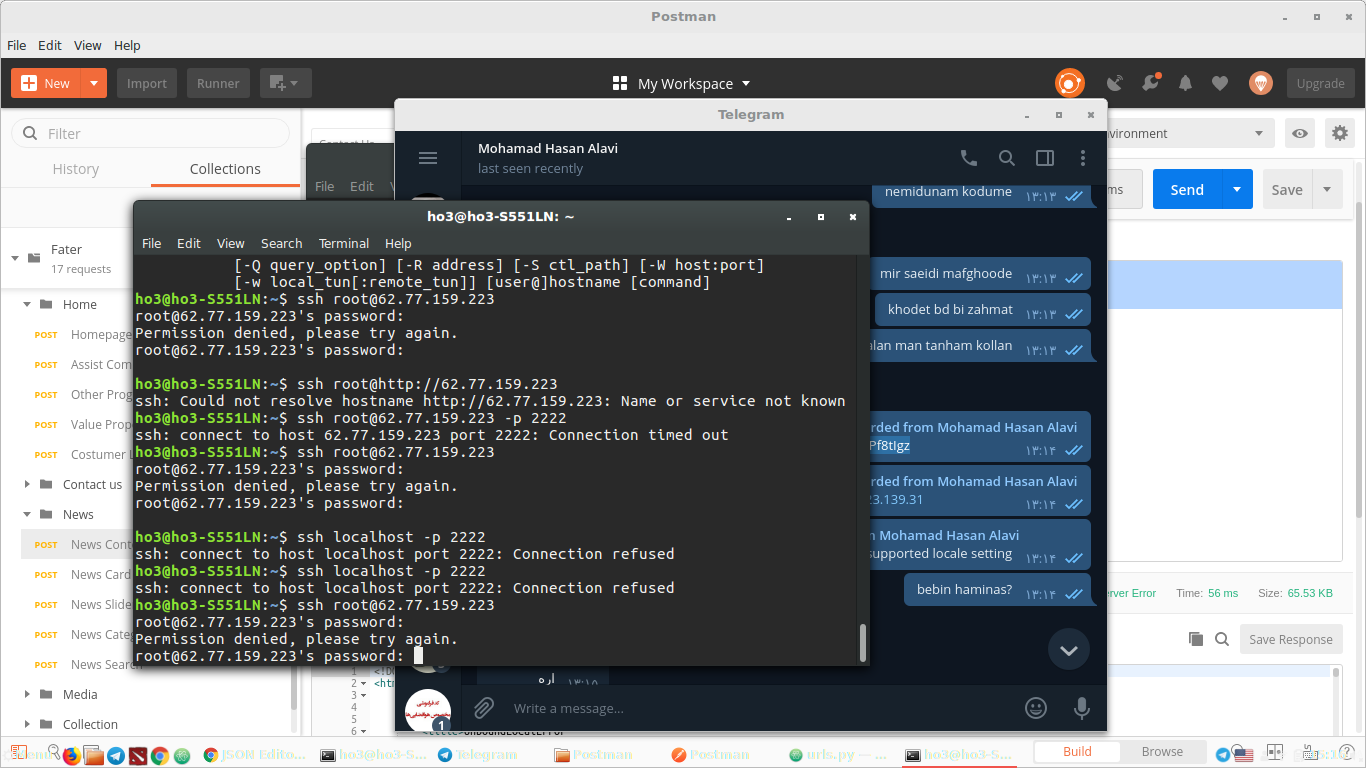 Postman
File Edit View Help
New Import Runner My Workspace Upgrade
Filter
History Collections
Fater
17 requests
Home
POST Homepage
POST Assist Com
POST Other Prog
POST Value Prop
POST Costumer L
Contact us
News
POST News Cont
POST News Card
POST News Slide
POST News Categ
POST News Search
Media
Collection
File Edit
Telegram
Mohamad Hasan Alavi
last seen recently
nemidunam kodume ۱۳:۱۳
mir saeidi mafghoode ۱۳:۱۳
khodet bd bi zahmat ۱۳:۱۳
alan man tanham kollan ۱۳:۱۳
rded from Mohamad Hasan Alavi
Pf8tIgz ۱۳:۱۴
rded from Mohamad Hasan Alavi
23.139.31 ۱۳:۱۴
n Mohamad Hasan Alavi
supported locale setting ۱۳:۱۴
bebin haminas? ۱۳:۱۴
اره ۱۳:۱۵
Write a message...
1
ho3@ho3-S551LN: ~
File Edit View Search Terminal Help
[-Q query_option] [-R address] [-S ctl_path] [-W host:port]
[-w local_tun[:remote_tun]] [user@]hostname [command]
ho3@ho3-S551LN:~$ ssh root@62.77.159.223
root@62.77.159.223's password:
Permission denied, please try again.
root@62.77.159.223's password:
ho3@ho3-S551LN:~$ ssh root@http://62.77.159.223
ssh: Could not resolve hostname http://62.77.159.223: Name or service not known
ho3@ho3-S551LN:~$ ssh root@62.77.159.223 -p 2222
ssh: connect to host 62.77.159.223 port 2222: Connection timed out
ho3@ho3-S551LN:~$ ssh root@62.77.159.223
root@62.77.159.223's password:
Permission denied, please try again.
root@62.77.159.223's password:
ho3@ho3-S551LN:~$ ssh localhost -p 2222
ssh: connect to host localhost port 2222: Connection refused
ho3@ho3-S551LN:~$ ssh localhost -p 2222
ssh: connect to host localhost port 2222: Connection refused
ho3@ho3-S551LN:~$ ssh root@62.77.159.223
root@62.77.159.223's password:
Permission denied, please try again.
root@62.77.159.223's password:
vironment
ms Send Save
rver Error Time: 56 ms Size: 65.53 KB
Save Response
1
2 <htm
3
4
5
6
JSON Edito... ho3@ho3-S... Telegram Postman Alastman Postman urls.py — ... ho3@ho3-S...
Build Browse